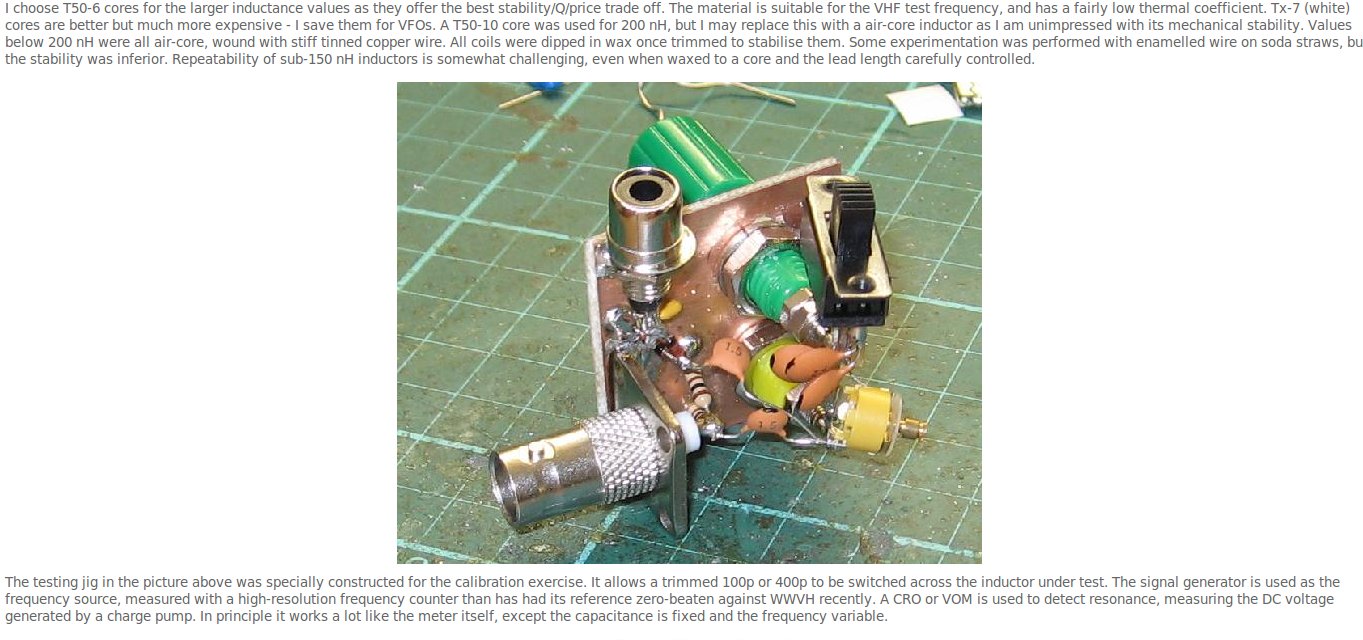 I choose T50-6 cores for the larger inductance values as they offer the best stability/Q/price trade off. The material is suitable for the VHF test frequency, and has a fairly low thermal coefficient. Tx-7 (white)
cores are better but much more expensive - I save them for VFOs. A T50-10 core was used for 200 nH, but I may replace this with a air-core inductor as I am unimpressed with its mechanical stability. Values
below 200 nH were all air-core, wound with stiff tinned copper wire. All coils were dipped in wax once trimmed to stabilise them. Some experimentation was performed with enamelled wire on soda straws, bu
the stability was inferior. Repeatability of sub-150 nH inductors is somewhat challenging, even when waxed to a core and the lead length carefully controlled.
1.5
1.5
The testing jig in the picture above was specially constructed for the calibration exercise. It allows a trimmed 100p or 400p to be switched across the inductor under test. The signal generator is used as the
frequency source, measured with a high-resolution frequency counter than has had its reference zero-beaten against WWVH recently. A CRO or VOM is used to detect resonance, measuring the DC voltage
generated by a charge pump. In principle it works a lot like the meter itself, except the capacitance is fixed and the frequency variable.